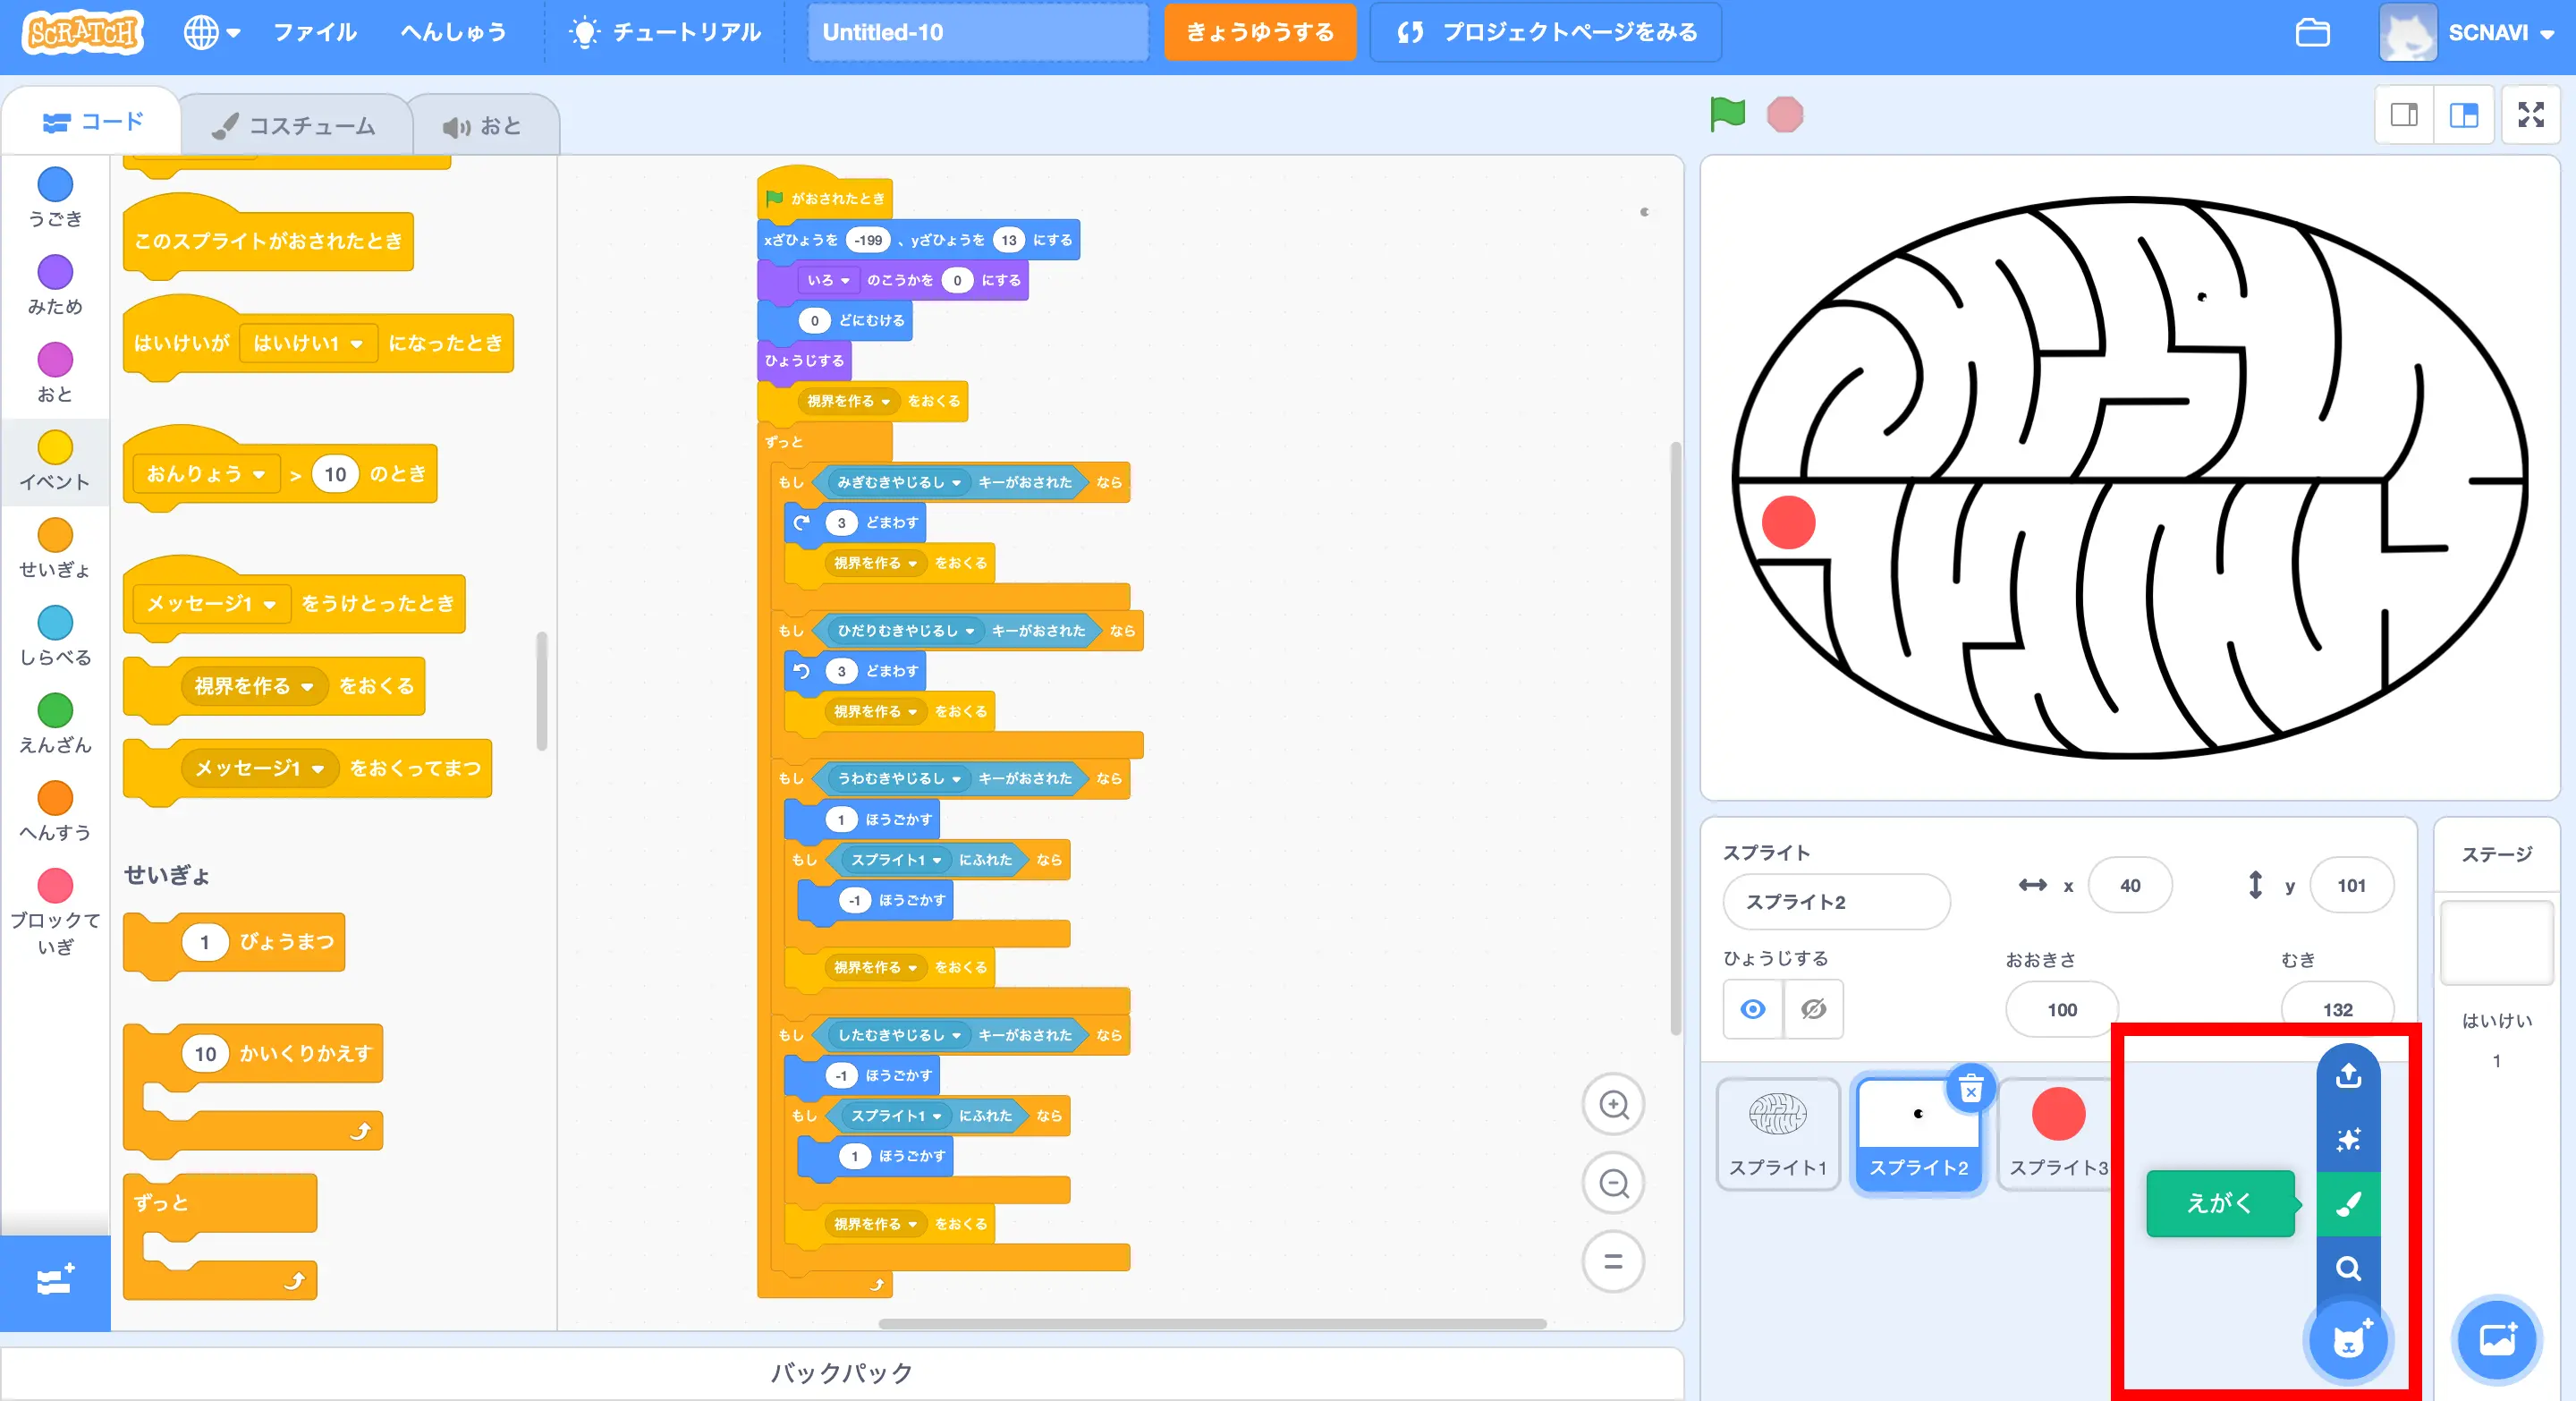 SCRATCH
ファイル
へんしゅう
チュートリアル
Untitled-10
きょうゆうする
プロジェクトページをみる
SCNAVI
コード
コスチューム
おと
うごき
みため
おと
イベント
せいぎょ
しらべる
えんざん
へんすう
ブロックて
いぎ
このスプライトがおされたとき
はいけいが はいけい1 になったとき
おんりょう > 10 のとき
メッセージ1 をうけとったとき
視界を作る をおくる
メッセージ1 をおくってまつ
せいぎょ
1 びょうまつ
10 かいくりかえす
ずっと
がおされたとき
xざひょうを -199 、yざひょうを 13 にする
いろ のこうかを 0 にする
0 どにむける
ひょうじする
視界を作る をおくる
ずっと
もし みぎむきやじるし キーがおされた なら
3 どまわす
視界を作る をおくる
もし ひだりむきやじるし キーがおされた なら
3 どまわす
視界を作る をおくる
もし うわむきやじるし キーがおされた なら
1 ほうごかす
もし スプライト1 にふれた なら
-1 ほうごかす
視界を作る をおくる
もし したむきやじるし キーがおされた なら
-1 ほうごかす
もし スプライト1 にふれた なら
1 ほうごかす
視界を作る をおくる
バックパック
スプライト
スプライト2
x 40
y 101
ひょうじする
おおきさ
100
むき
132
スプライト1
スプライト2
スプライト3
えがく
ステージ
はいけい
1